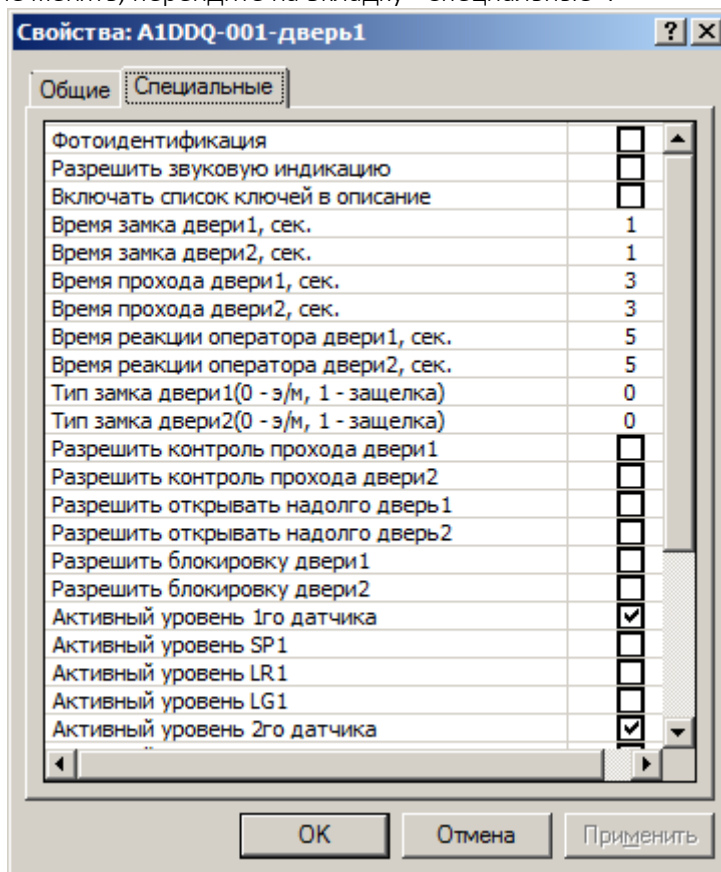 Свойства: A1DDQ-001-дверь1
Общие Специальные
Фотоидентификация
Разрешить звуковую индикацию
Включать список ключей в описание
Время замка двери1, сек. 1
Время замка двери2, сек. 1
Время прохода двери1, сек. 3
Время прохода двери2, сек. 3
Время реакции оператора двери1, сек. 5
Время реакции оператора двери2, сек. 5
Тип замка двери1(0 - э/м, 1 - защелка) 0
Тип замка двери2(0 - э/м, 1 - защелка) 0
Разрешить контроль прохода двери1
Разрешить контроль прохода двери2
Разрешить открывать надолго дверь1
Разрешить открывать надолго дверь2
Разрешить блокировку двери1
Разрешить блокировку двери2
Активный уровень 1го датчика
Активный уровень SP1
Активный уровень LR1
Активный уровень LG1
Активный уровень 2го датчика
OK Отмена Применить